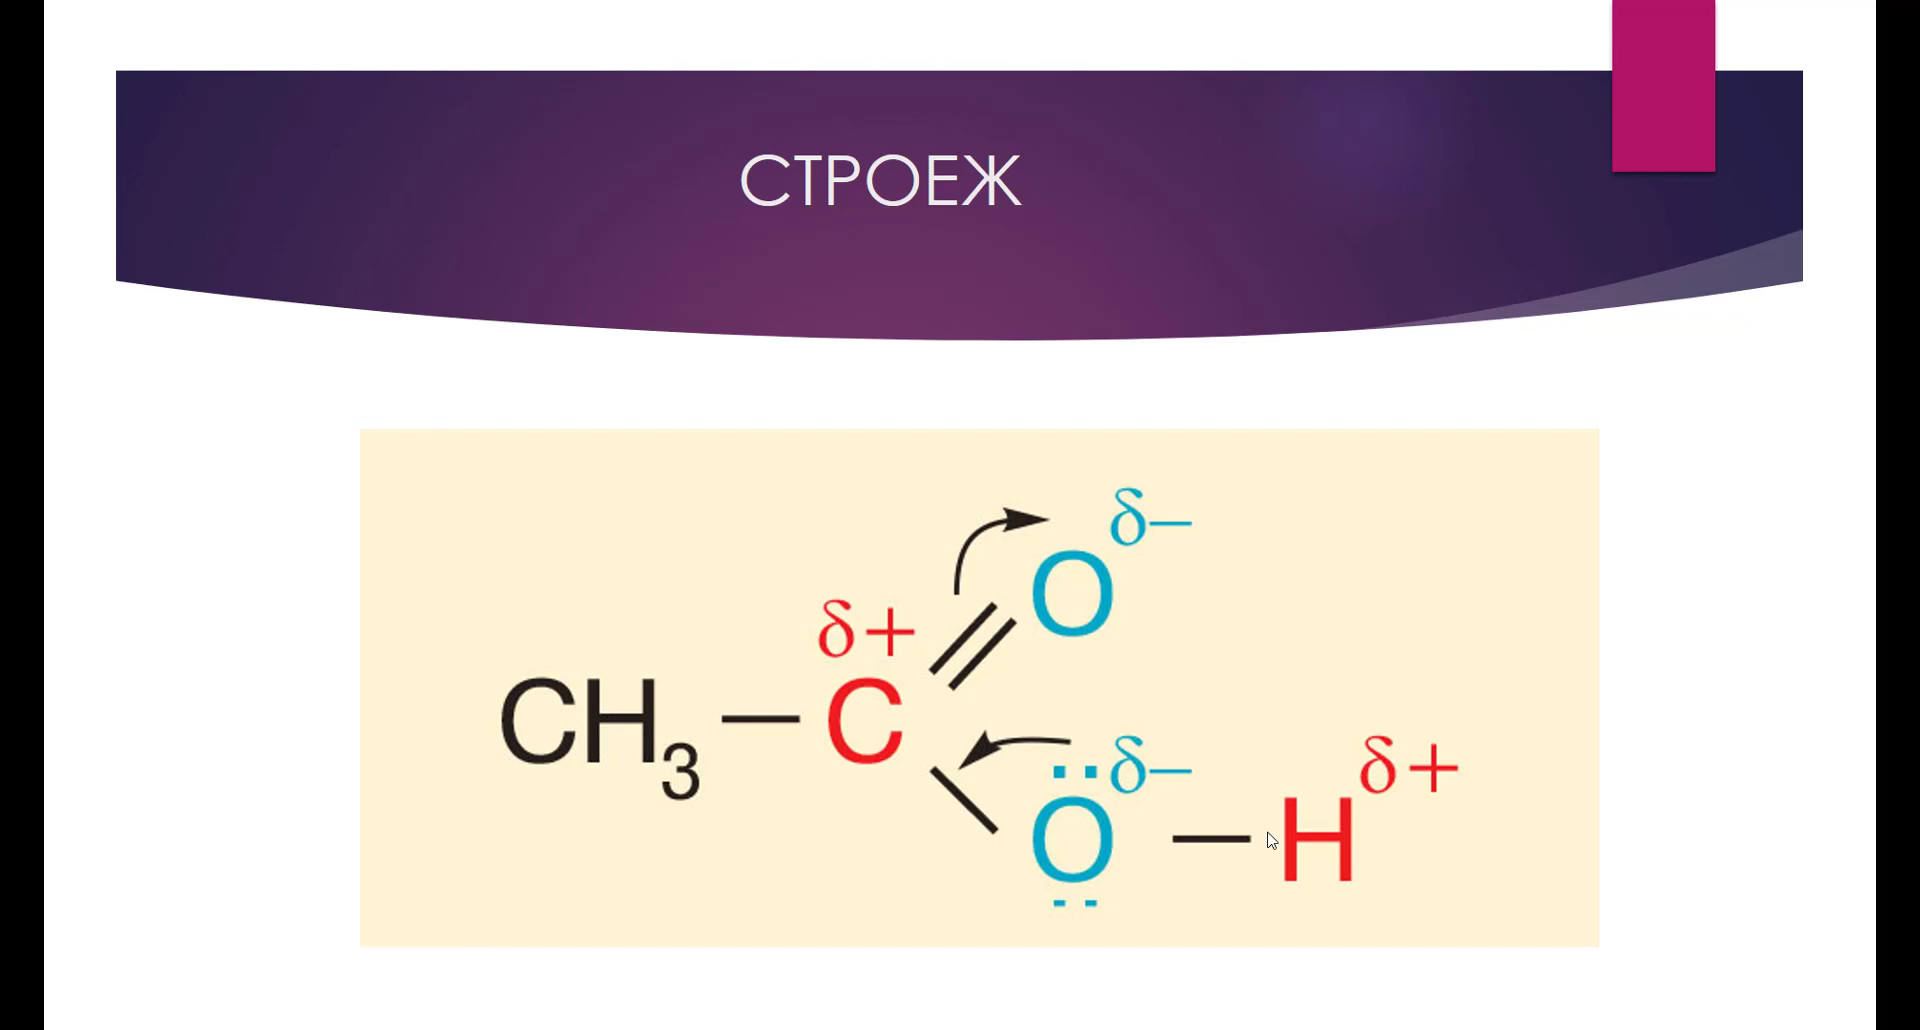 СТРОЕЖ
δ−
O
δ+
CH₃ — C
δ− δ+
O — H